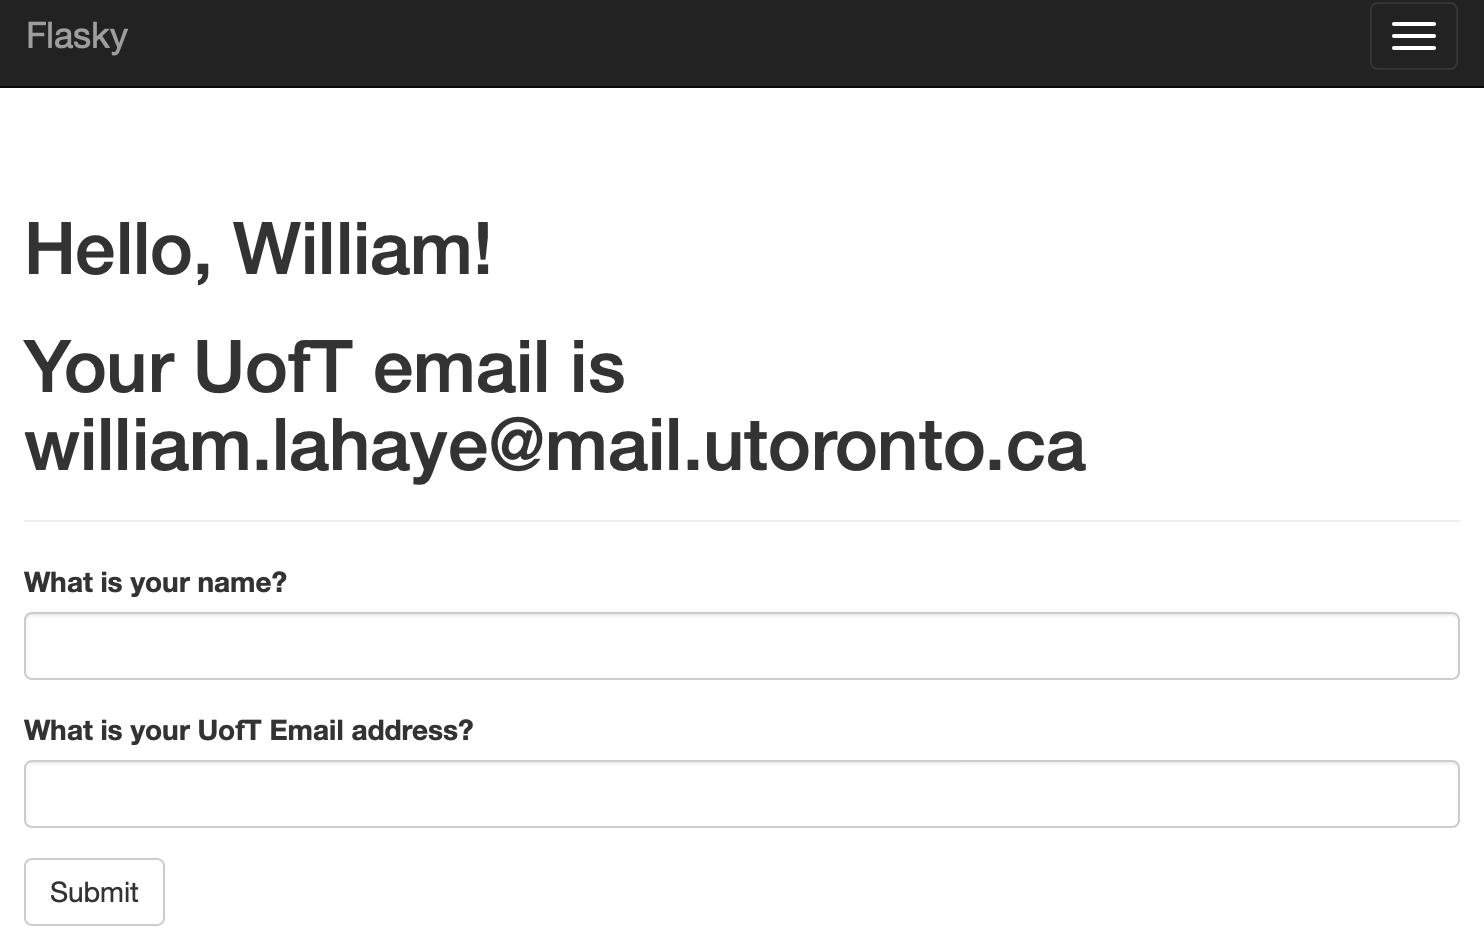 Flasky
Hello, William!
Your UofT email is
william.lahaye@mail.utoronto.ca
What is your name?
What is your UofT Email address?
Submit